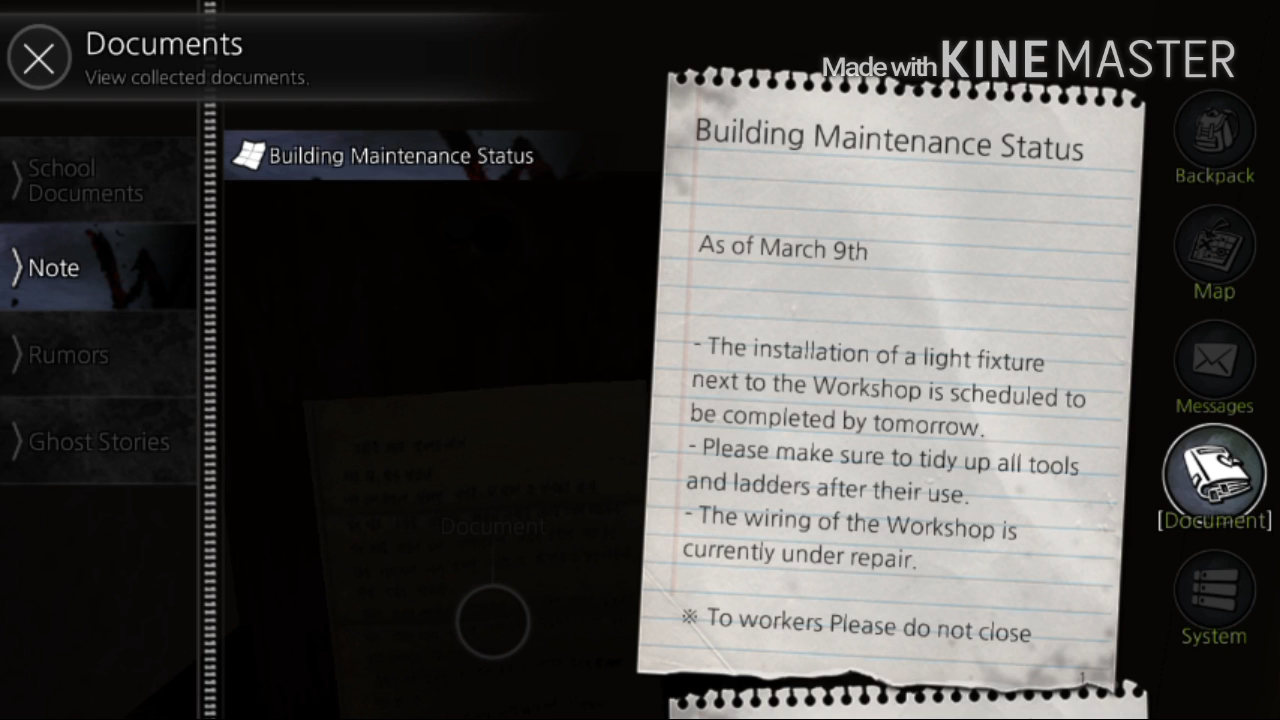 Documents
View collected documents.
Made with KINEMASTER
School
Documents
Note
Rumors
Ghost Stories
Building Maintenance Status
Document
Building Maintenance Status
As of March 9th
- The installation of a light fixture
next to the Workshop is scheduled to
be completed by tomorrow.
- Please make sure to tidy up all tools
and ladders after their use.
- The wiring of the Workshop is
currently under repair.
※ To workers Please do not close
1
Backpack
Map
Messages
[Document]
System